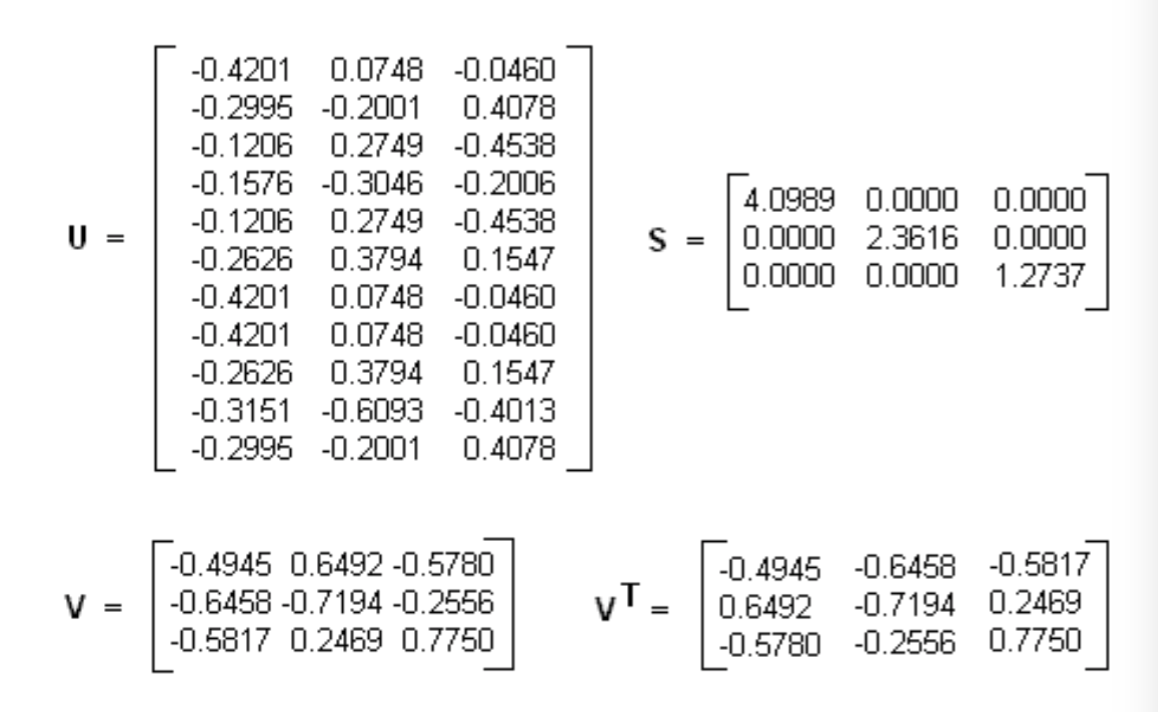 -0.4201 0.0748 -0.0460
-0.2995 -0.2001 0.4078
-0.1206 0.2749 -0.4538
-0.1576 -0.3046 -0.2006
U = -0.1206 0.2749 -0.4538
-0.2626 0.3794 0.1547
-0.4201 0.0748 -0.0460
-0.4201 0.0748 -0.0460
-0.2626 0.3794 0.1547
-0.3151 -0.6093 -0.4013
-0.2995 -0.2001 0.4078
4.0989 0.0000 0.0000
S = 0.0000 2.3616 0.0000
0.0000 0.0000 1.2737
-0.4945 0.6492 -0.5780
V = -0.6458 -0.7194 -0.2556
-0.5817 0.2469 0.7750
-0.4945 -0.6458 -0.5817
V^T = 0.6492 -0.7194 0.2469
-0.5780 -0.2556 0.7750